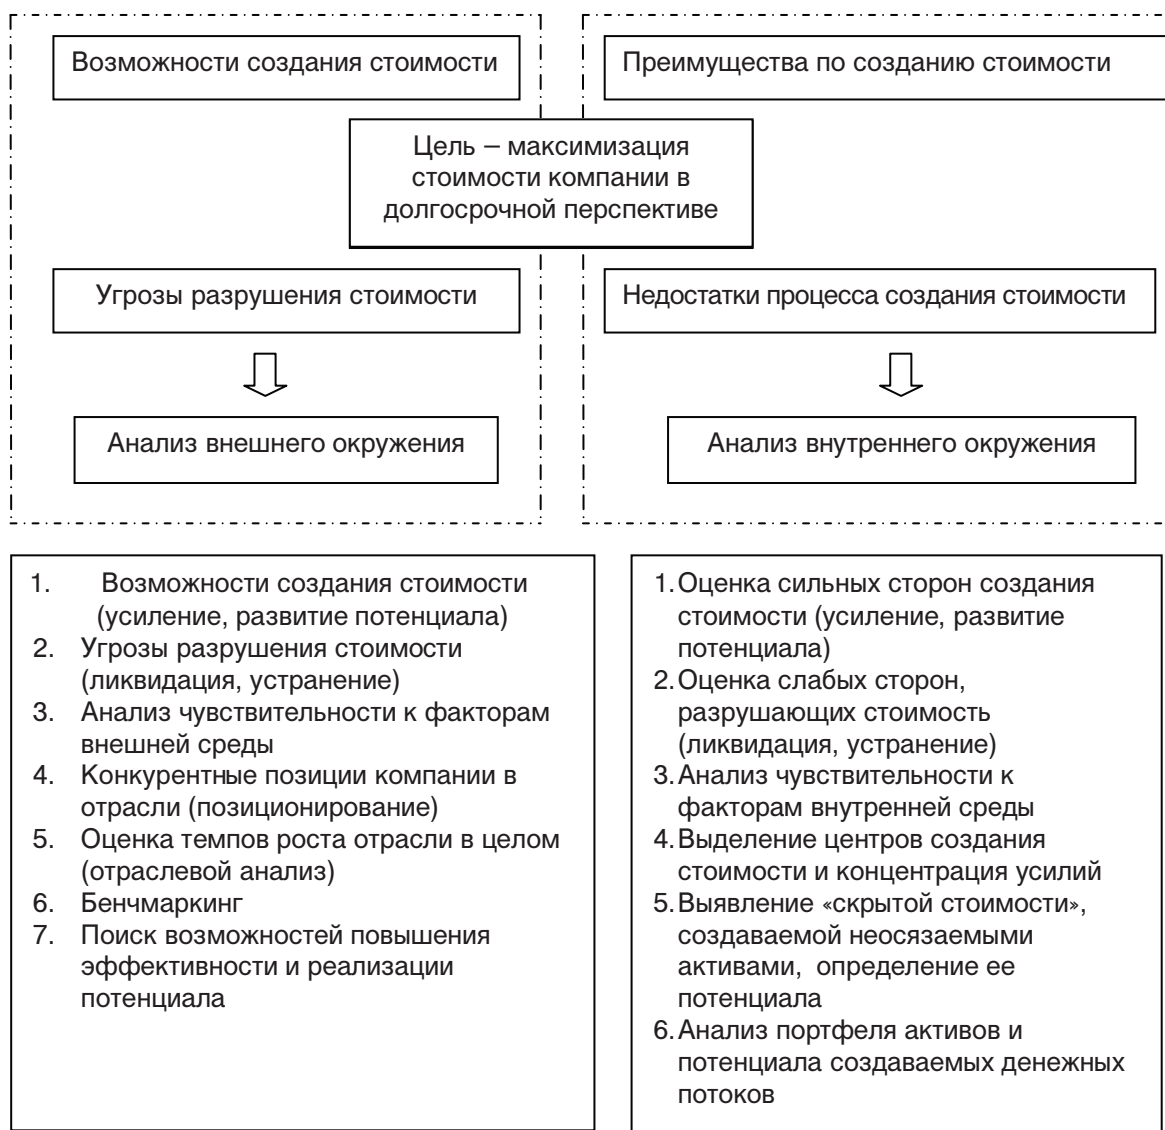 Возможности создания стоимости
Преимущества по созданию стоимости
Цель – максимизация
стоимости компании в
долгосрочной перспективе
Угрозы разрушения стоимости
Недостатки процесса создания стоимости
Анализ внешнего окружения
Анализ внутреннего окружения
1. Возможности создания стоимости
(усиление, развитие потенциала)
2. Угрозы разрушения стоимости
(ликвидация, устранение)
3. Анализ чувствительности к факторам
внешней среды
4. Конкурентные позиции компании в
отрасли (позиционирование)
5. Оценка темпов роста отрасли в целом
(отраслевой анализ)
6. Бенчмаркинг
7. Поиск возможностей повышения
эффективности и реализации
потенциала
1. Оценка сильных сторон создания
стоимости (усиление, развитие
потенциала)
2. Оценка слабых сторон,
разрушающих стоимость
(ликвидация, устранение)
3. Анализ чувствительности к
факторам внутренней среды
4. Выделение центров создания
стоимости и концентрация усилий
5. Выявление «скрытой стоимости»,
создаваемой неосязаемыми
активами, определение ее
потенциала
6. Анализ портфеля активов и
потенциала создаваемых денежных
потоков